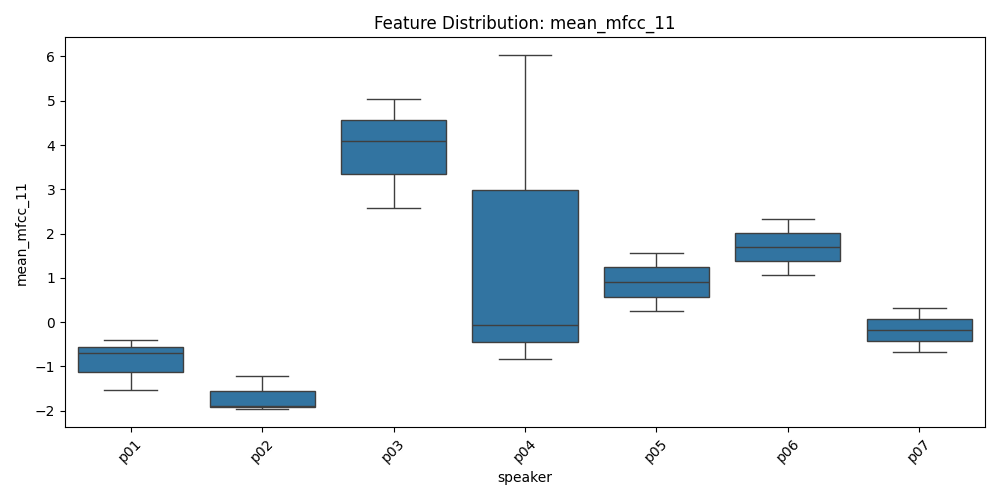 Feature Distribution: mean_mfcc_11
mean_mfcc_11
6
5
4
3
2
1
0
−1
−2
p01 p02 p03 p04 p05 p06 p07
speaker